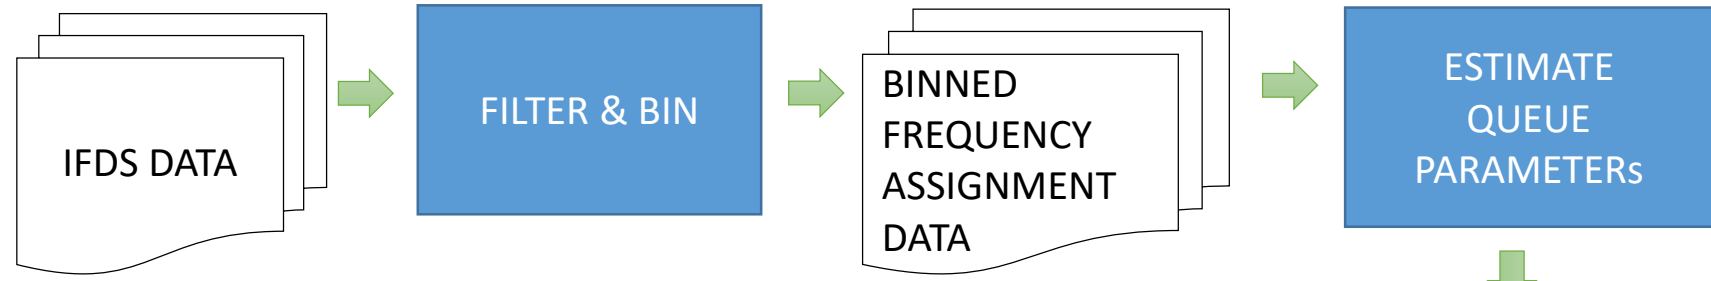 IFDS DATA
FILTER & BIN
BINNED
FREQUENCY
ASSIGNMENT
DATA
ESTIMATE
QUEUE
PARAMETERs